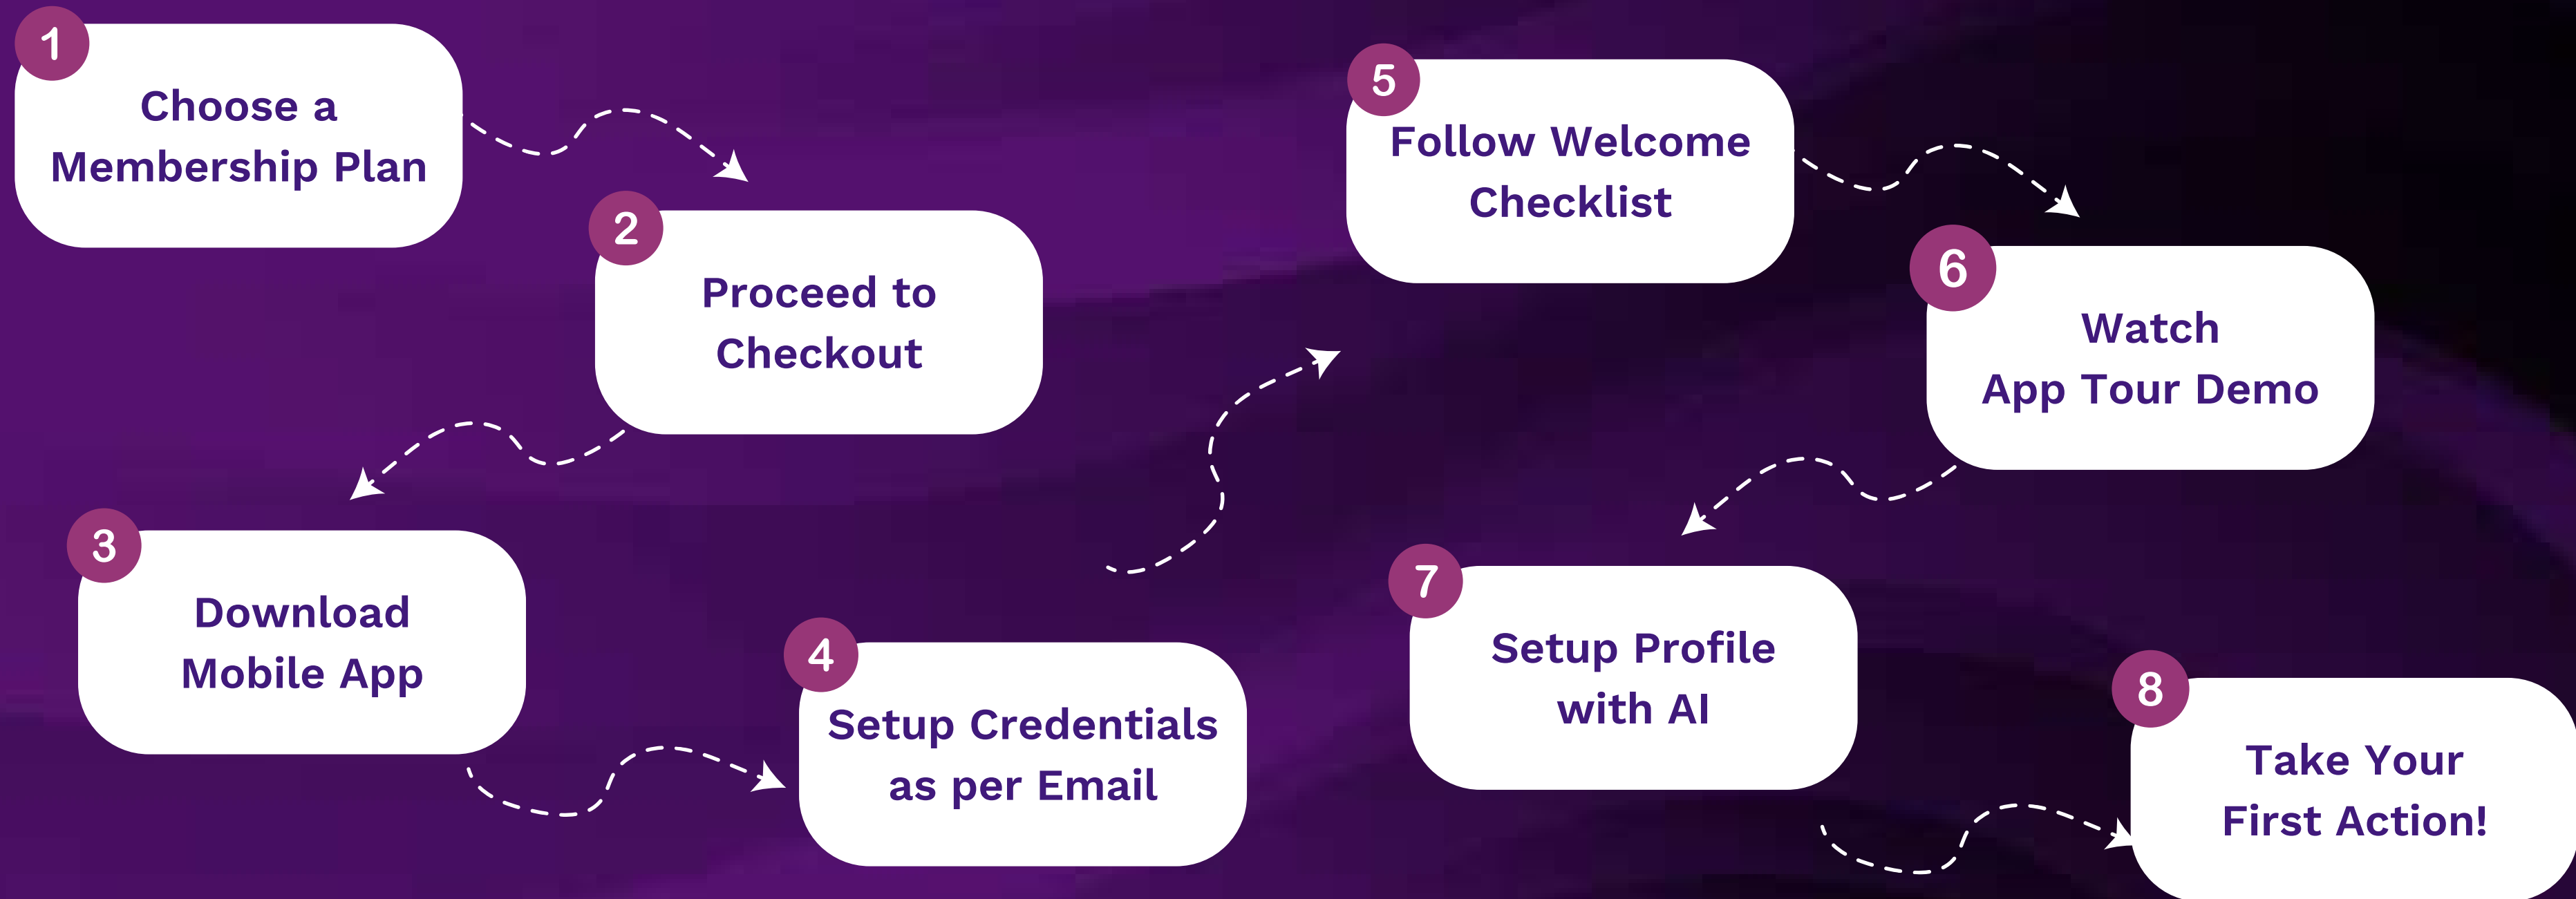 1
Choose a
Membership Plan
2
Proceed to
Checkout
3
Download
Mobile App
4
Setup Credentials
as per Email
5
Follow Welcome
Checklist
6
Watch
App Tour Demo
7
Setup Profile
with AI
8
Take Your
First Action!